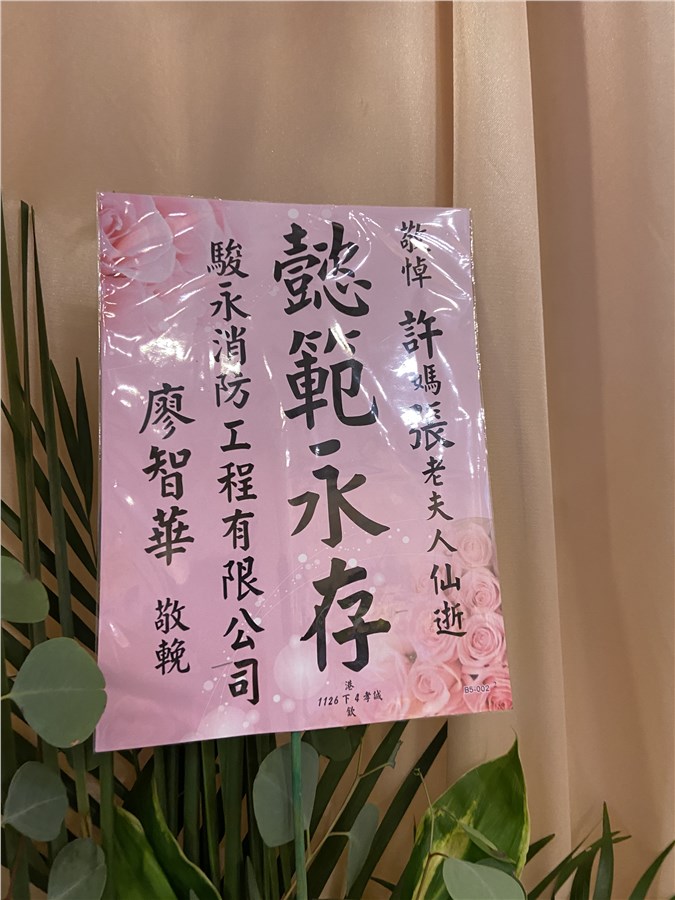 敬悼 許媽張老夫人仙逝
懿範永存
駿永消防工程有限公司
廖智華 敬輓
港
1126下4孝誠
欽
B5-002